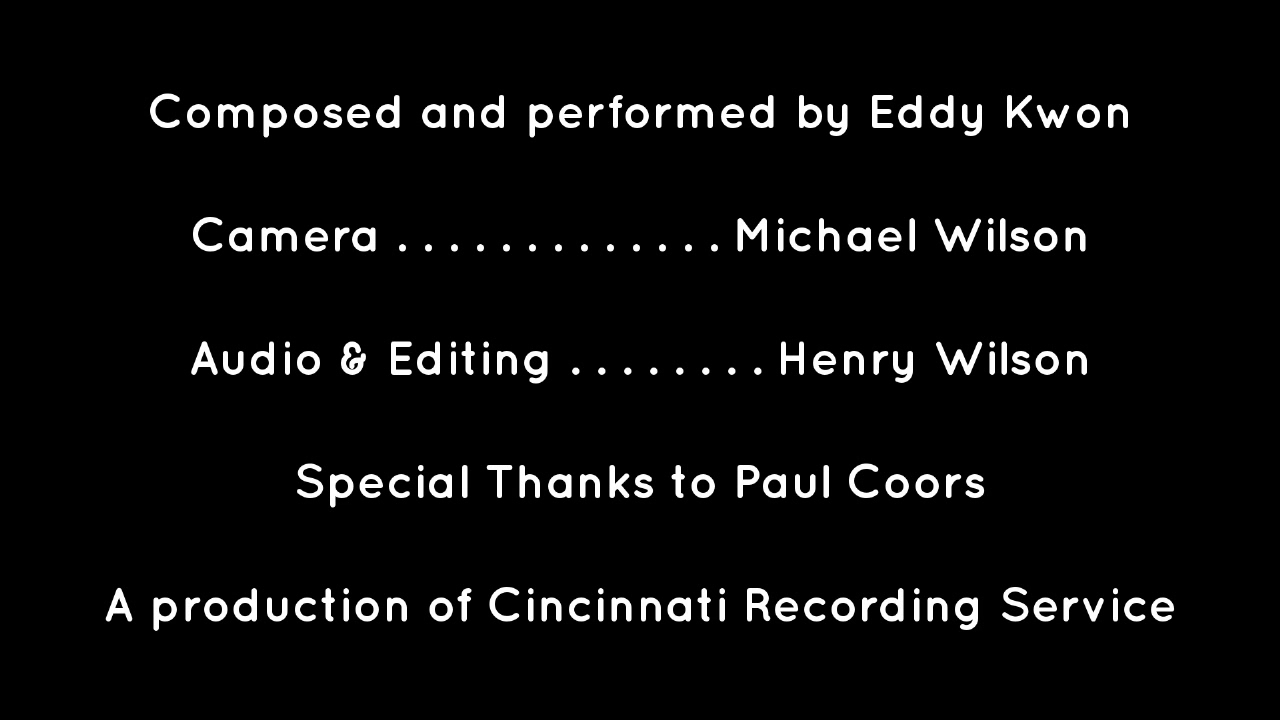 Composed and performed by Eddy Kwon
Camera . . . . . . . . . . . . . Michael Wilson
Audio & Editing . . . . . . . . Henry Wilson
Special Thanks to Paul Coors
A production of Cincinnati Recording Service